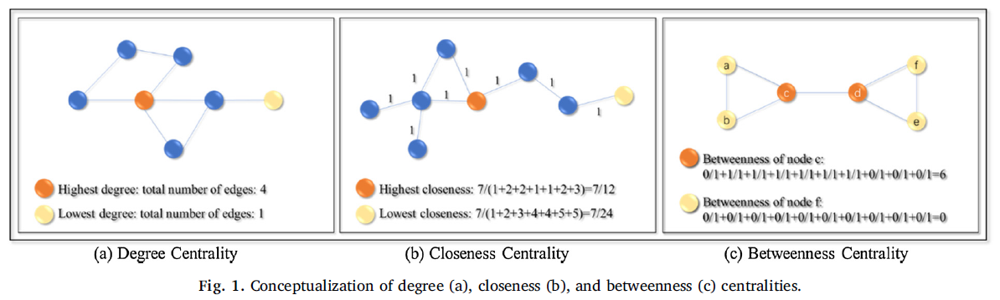 1
1
1
1
1
1
1
1
a
b
c
d
f
e
Highest degree: total number of edges: 4
Lowest degree: total number of edges: 1
Highest closeness: 7/(1+2+2+1+1+2+3)=7/12
Lowest closeness: 7/(1+2+3+4+4+5+5)=7/24
Betweenness of node c:
0/1+1/1+1/1+1/1+1/1+1/1+1/1+0/1+0/1+0/1=6
Betweenness of node f:
0/1+0/1+0/1+0/1+0/1+0/1+0/1+0/1+0/1+0/1=0
(a) Degree Centrality
(b) Closeness Centrality
(c) Betweenness Centrality
Fig. 1. Conceptualization of degree (a), closeness (b), and betweenness (c) centralities.